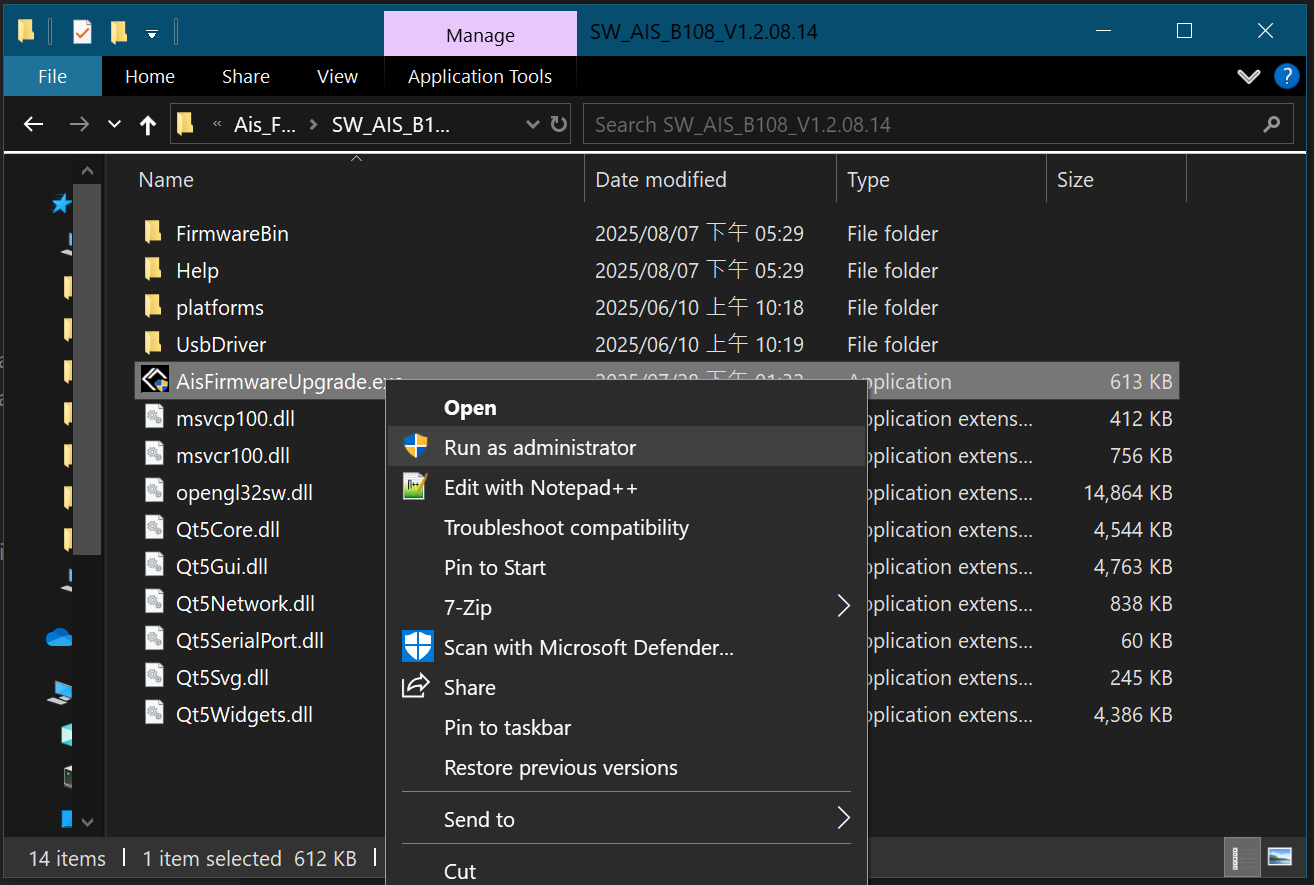 Manage
SW_AIS_B108_V1.2.08.14
File
Home
Share
View
Application Tools
?
« Ais_F... > SW_AIS_B1...
Search SW_AIS_B108_V1.2.08.14
Name
Date modified
Type
Size
FirmwareBin 2025/08/07 下午 05:29 File folder
Help 2025/08/07 下午 05:29 File folder
platforms 2025/06/10 上午 10:18 File folder
UsbDriver 2025/06/10 上午 10:19 File folder
AisFirmwareUpgrade.exe Application 613 KB
msvcp100.dll pplication extens... 412 KB
msvcr100.dll pplication extens... 756 KB
opengl32sw.dll pplication extens... 14,864 KB
Qt5Core.dll pplication extens... 4,544 KB
Qt5Gui.dll pplication extens... 4,763 KB
Qt5Network.dll pplication extens... 838 KB
Qt5SerialPort.dll pplication extens... 60 KB
Qt5Svg.dll pplication extens... 245 KB
Qt5Widgets.dll pplication extens... 4,386 KB
Open
Run as administrator
Edit with Notepad++
Troubleshoot compatibility
Pin to Start
7-Zip
Scan with Microsoft Defender...
Share
Pin to taskbar
Restore previous versions
Send to
Cut
14 items
1 item selected 612 KB